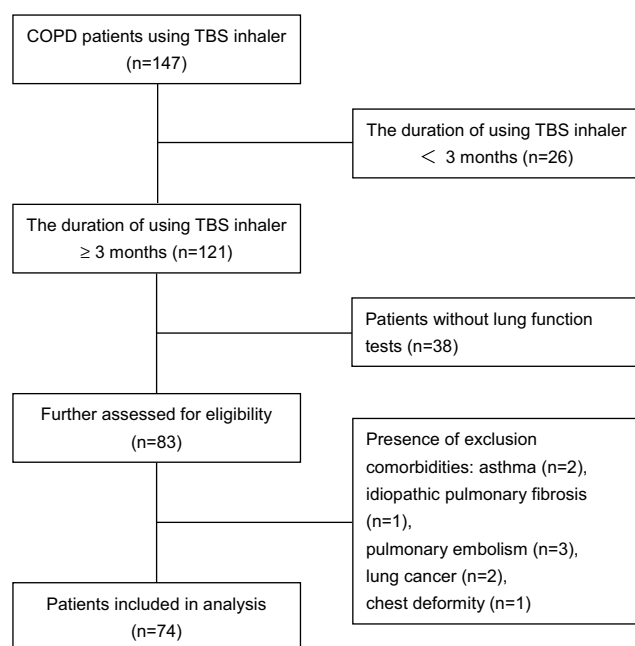 COPD patients using TBS inhaler
(n=147)
The duration of using TBS inhaler
< 3 months (n=26)
The duration of using TBS inhaler
≥ 3 months (n=121)
Patients without lung function
tests (n=38)
Further assessed for eligibility
(n=83)
Presence of exclusion
comorbidities: asthma (n=2),
idiopathic pulmonary fibrosis
(n=1),
pulmonary embolism (n=3),
lung cancer (n=2),
chest deformity (n=1)
Patients included in analysis
(n=74)